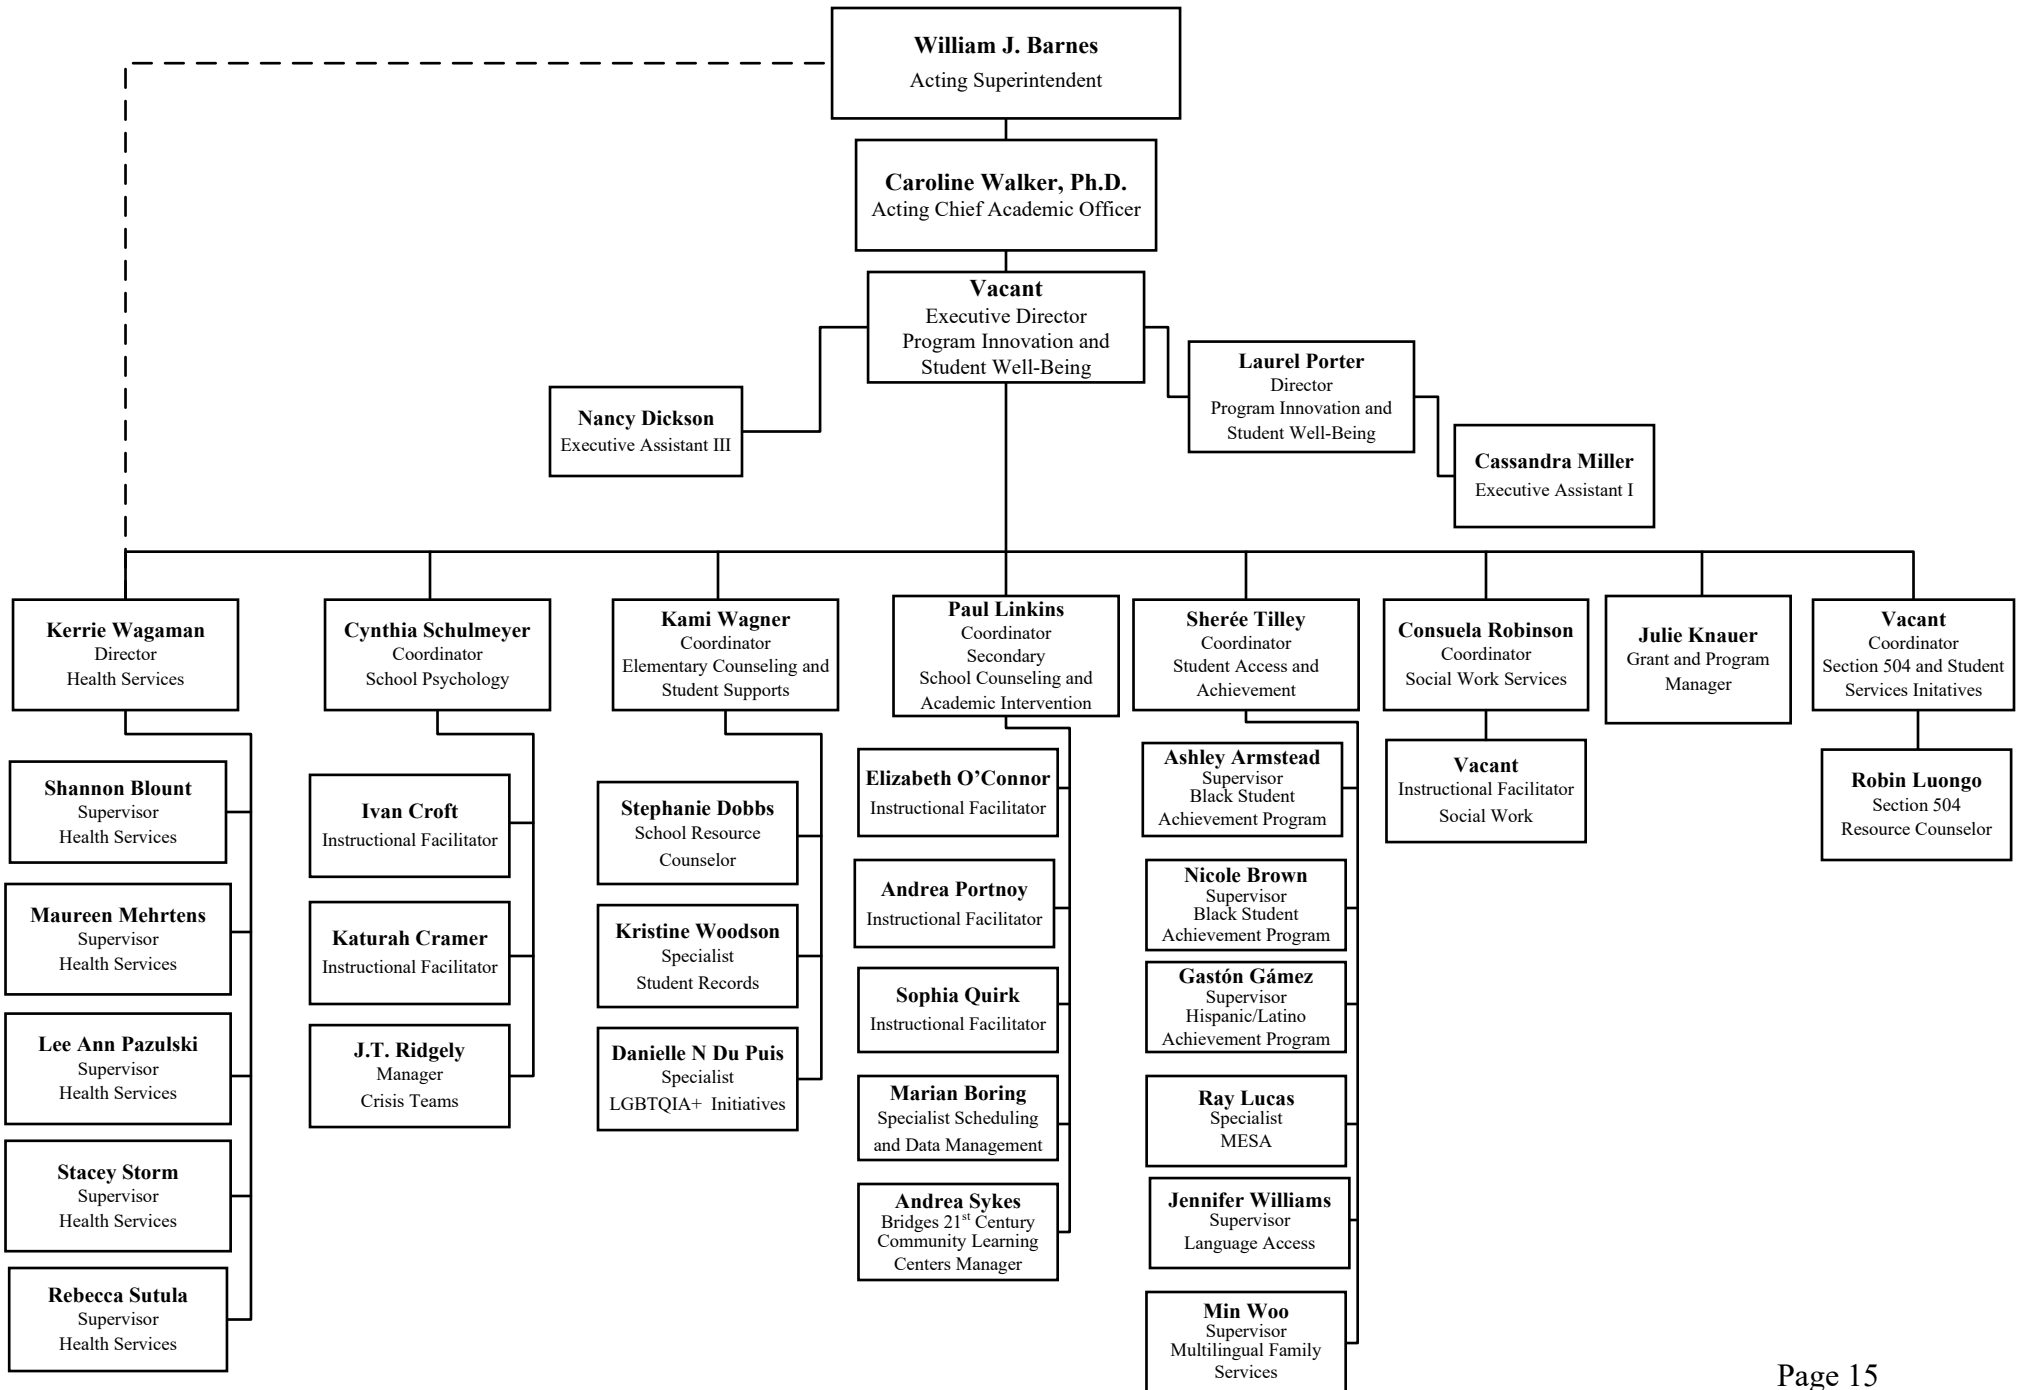 William J. Barnes
Acting Superintendent
Caroline Walker, Ph.D.
Acting Chief Academic Officer
Vacant
Executive Director
Program Innovation and
Student Well-Being
Laurel Porter
Director
Program Innovation and
Student Well-Being
Nancy Dickson
Executive Assistant III
Cassandra Miller
Executive Assistant I
Kerrie Wagaman
Director
Health Services
Cynthia Schulmeyer
Coordinator
School Psychology
Kami Wagner
Coordinator
Elementary Counseling and
Student Supports
Paul Linkins
Coordinator
Secondary
School Counseling and
Academic Intervention
Sherée Tilley
Coordinator
Student Access and
Achievement
Consuela Robinson
Coordinator
Social Work Services
Julie Knauer
Grant and Program
Manager
Vacant
Coordinator
Section 504 and Student
Services Initatives
Shannon Blount
Supervisor
Health Services
Maureen Mehrtens
Supervisor
Health Services
Lee Ann Pazulski
Supervisor
Health Services
Stacey Storm
Supervisor
Health Services
Rebecca Sutula
Supervisor
Health Services
Ivan Croft
Instructional Facilitator
Katurah Cramer
Instructional Facilitator
J.T. Ridgely
Manager
Crisis Teams
Stephanie Dobbs
School Resource
Counselor
Kristine Woodson
Specialist
Student Records
Danielle N Du Puis
Specialist
LGBTQIA+ Initiatives
Elizabeth O’Connor
Instructional Facilitator
Andrea Portnoy
Instructional Facilitator
Sophia Quirk
Instructional Facilitator
Marian Boring
Specialist Scheduling
and Data Management
Andrea Sykes
Bridges 21st Century
Community Learning
Centers Manager
Ashley Armstead
Supervisor
Black Student
Achievement Program
Nicole Brown
Supervisor
Black Student
Achievement Program
Gastón Gámez
Supervisor
Hispanic/Latino
Achievement Program
Ray Lucas
Specialist
MESA
Jennifer Williams
Supervisor
Language Access
Min Woo
Supervisor
Multilingual Family
Services
Vacant
Instructional Facilitator
Social Work
Robin Luongo
Section 504
Resource Counselor
Page 15